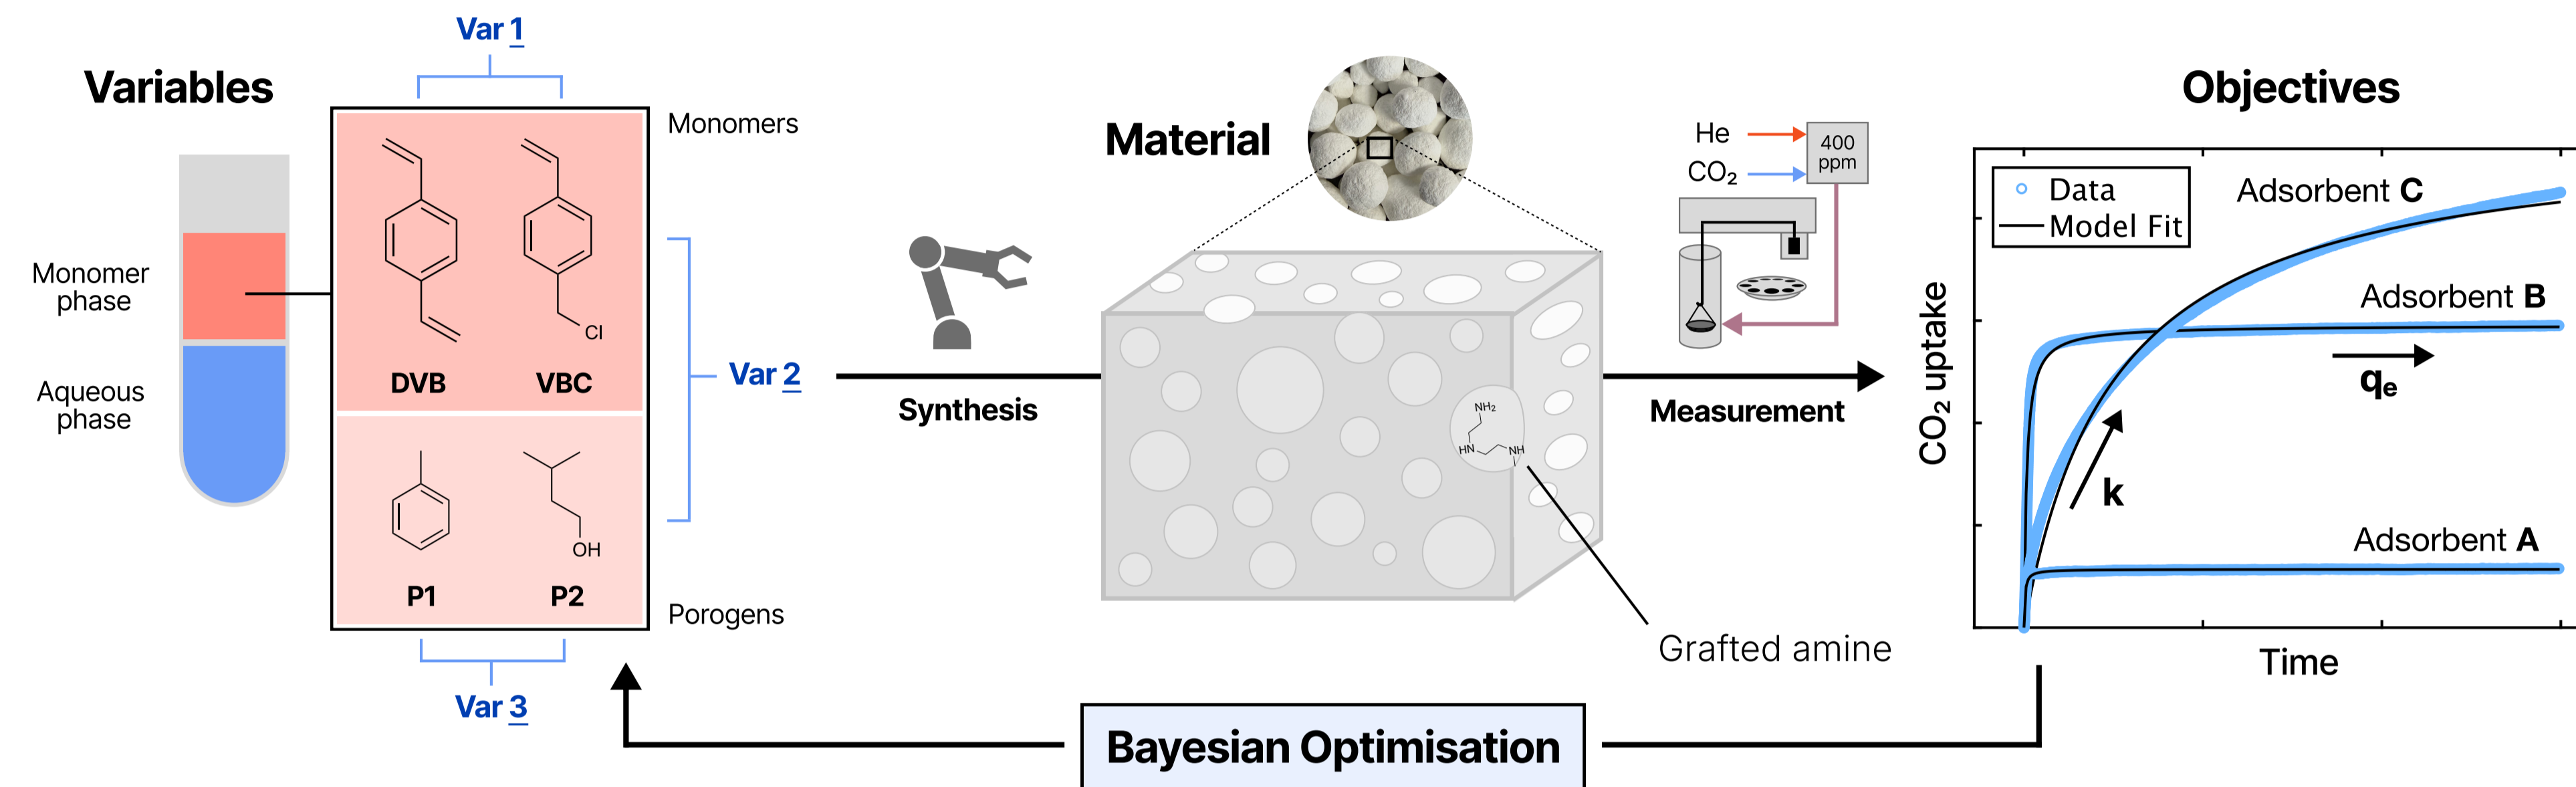 Variables
Monomer
phase
Aqueous
phase
Var 1
Monomers
Cl
DVB
VBC
Var 2
OH
P1
P2
Porogens
Var 3
Synthesis
Material
NH₂
HN
NH
Grafted amine
He
CO₂
400
ppm
Measurement
Objectives
Data
Model Fit
Adsorbent C
Adsorbent B
qₑ
k
Adsorbent A
CO₂ uptake
Time
Bayesian Optimisation